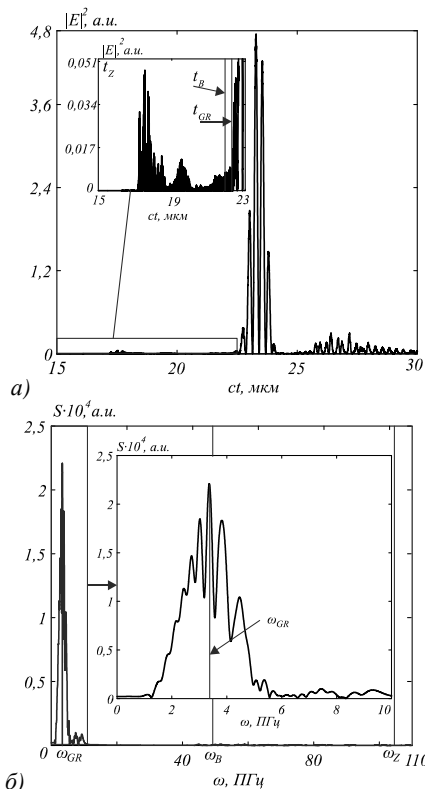 |E|², а.и.
4,8
3,6
2,4
1,2
0
15
20
25
30
ct, мкм
|E|², а.и.
0,051
0,034
0,017
0
t_Z
t_B
t_GR
15
19
23
ct, мкм
а)
S·10⁴, а.и.
2,5
2
1,5
1
0,5
0
ω_GR
40
ω_B
80
ω_Z
110
ω, ПГц
S·10⁴, а.и.
2,5
2
1,5
1
0,5
0
0
2
4
6
8
10
ω_GR
ω, ПГц
б)